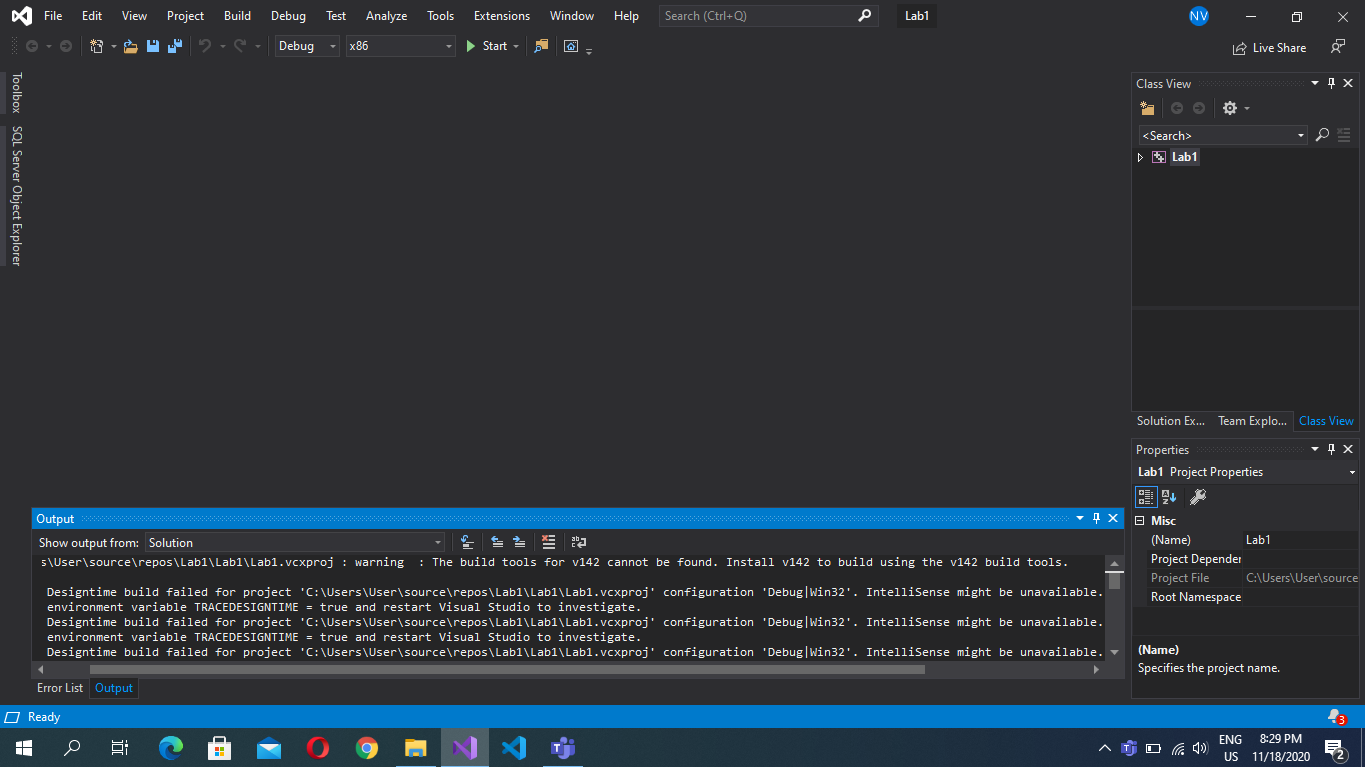 File Edit View Project Build Debug Test Analyze Tools Extensions Window Help Search (Ctrl+Q) Lab1 NV
Debug x86 Start Live Share
Toolbox
SQL Server Object Explorer
Class View
<Search>
Lab1
Solution Ex... Team Explo... Class View
Properties
Lab1 Project Properties
Misc
(Name) Lab1
Project Depender
Project File C:\Users\User\source
Root Namespace
(Name)
Specifies the project name.
Output
Show output from: Solution
s\User\source\repos\Lab1\Lab1\Lab1.vcxproj : warning  : The build tools for v142 cannot be found. Install v142 to build using the v142 build tools.
Designtime build failed for project 'C:\Users\User\source\repos\Lab1\Lab1\Lab1.vcxproj' configuration 'Debug|Win32'. IntelliSense might be unavailable.
environment variable TRACEDESIGNTIME = true and restart Visual Studio to investigate.
Designtime build failed for project 'C:\Users\User\source\repos\Lab1\Lab1\Lab1.vcxproj' configuration 'Debug|Win32'. IntelliSense might be unavailable.
environment variable TRACEDESIGNTIME = true and restart Visual Studio to investigate.
Designtime build failed for project 'C:\Users\User\source\repos\Lab1\Lab1\Lab1.vcxproj' configuration 'Debug|Win32'. IntelliSense might be unavailable.
Error List Output
Ready 3
ENG 8:29 PM
US 11/18/2020 2